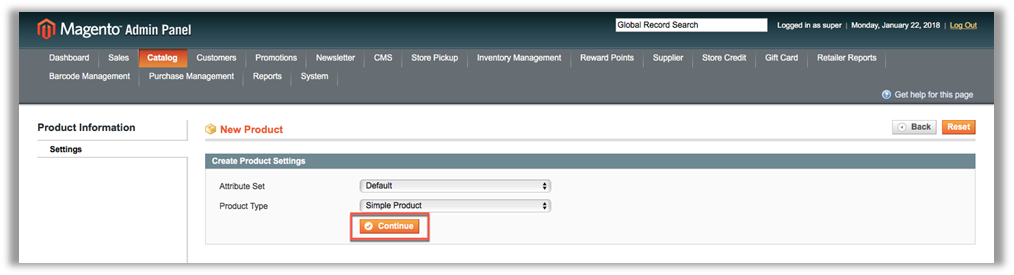 Magento Admin Panel
Global Record Search
Logged in as super | Monday, January 22, 2018 | Log Out
Dashboard Sales Catalog Customers Promotions Newsletter CMS Store Pickup Inventory Management Reward Points Supplier Store Credit Gift Card Retailer Reports
Barcode Management Purchase Management Reports System
Get help for this page
Product Information
Settings
New Product
Back Reset
Create Product Settings
Attribute Set Default
Product Type Simple Product
Continue